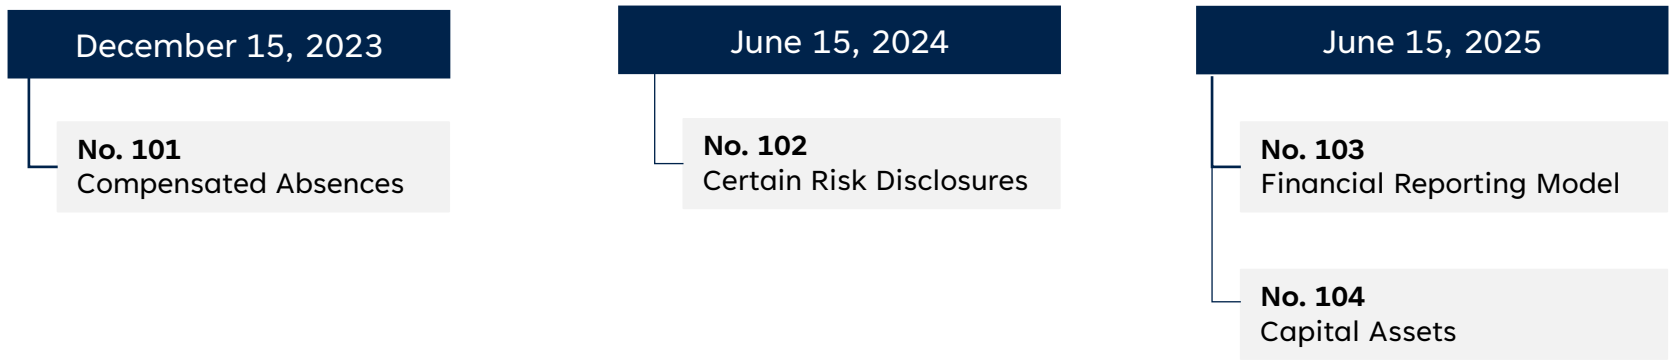 December 15, 2023
No. 101
Compensated Absences
June 15, 2024
No. 102
Certain Risk Disclosures
June 15, 2025
No. 103
Financial Reporting Model
No. 104
Capital Assets